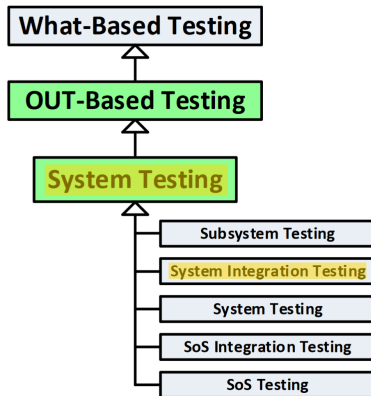 What-Based Testing
OUT-Based Testing
System Testing
Subsystem Testing
System Integration Testing
System Testing
SoS Integration Testing
SoS Testing